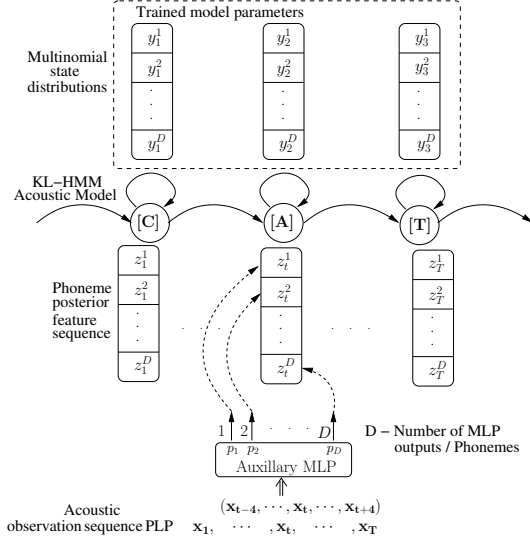 Trained model parameters
Multinomial
state
distributions
y_1^1 y_2^1 y_3^1
y_1^2 y_2^2 y_3^2
. . .
. . .
. . .
y_1^D y_2^D y_3^D
KL–HMM
Acoustic Model
[C] [A] [T]
Phoneme
posterior
feature
sequence
z_1^1 z_t^1 z_T^1
z_1^2 z_t^2 z_T^2
. . .
. . . . . . . . .
. . .
z_1^D z_t^D z_T^D
1 2 . . . D
p_1 p_2 p_D
D – Number of MLP
outputs / Phonemes
Auxillary MLP
Acoustic
observation sequence PLP
(x_{t−4}, ⋯, x_t, ⋯, x_{t+4})
x_1, ⋯ , x_t, ⋯ , x_T